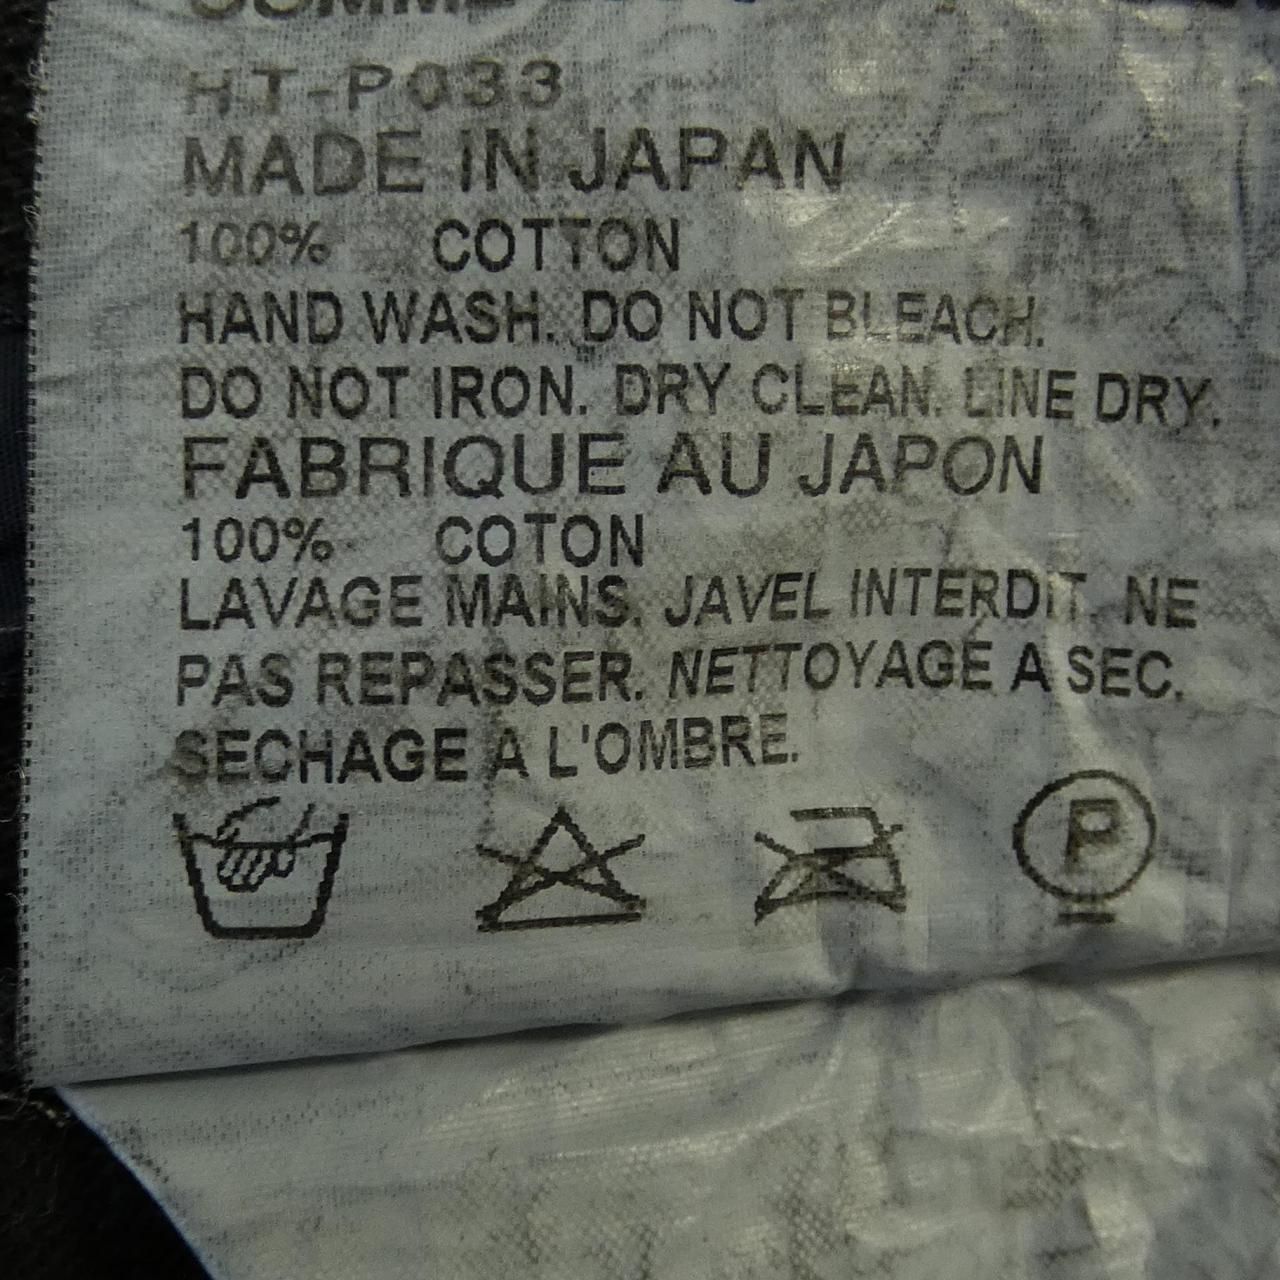 COMME
HT-P033
MADE IN JAPAN
100% COTTON
HAND WASH. DO NOT BLEACH.
DO NOT IRON. DRY CLEAN. LINE DRY.
FABRIQUE AU JAPON
100% COTON
LAVAGE MAINS. JAVEL INTERDIT. NE
PAS REPASSER. NETTOYAGE A SEC.
SECHAGE A L'OMBRE.
P